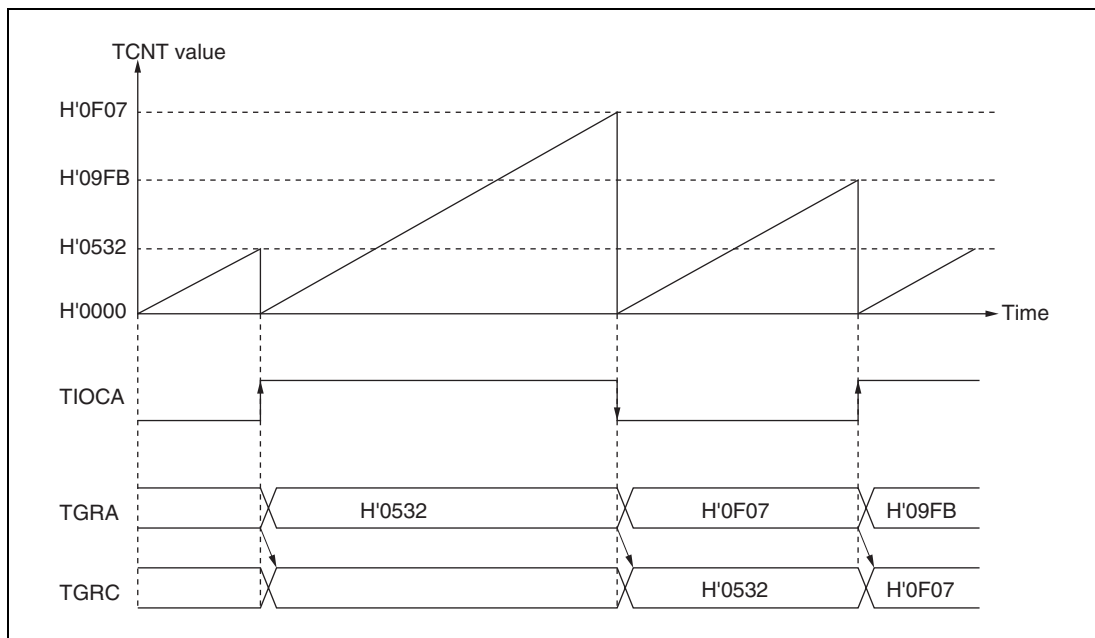 TCNT value
H'0F07
H'09FB
H'0532
H'0000
Time
TIOCA
TGRA H'0532 H'0F07 H'09FB
TGRC H'0532 H'0F07